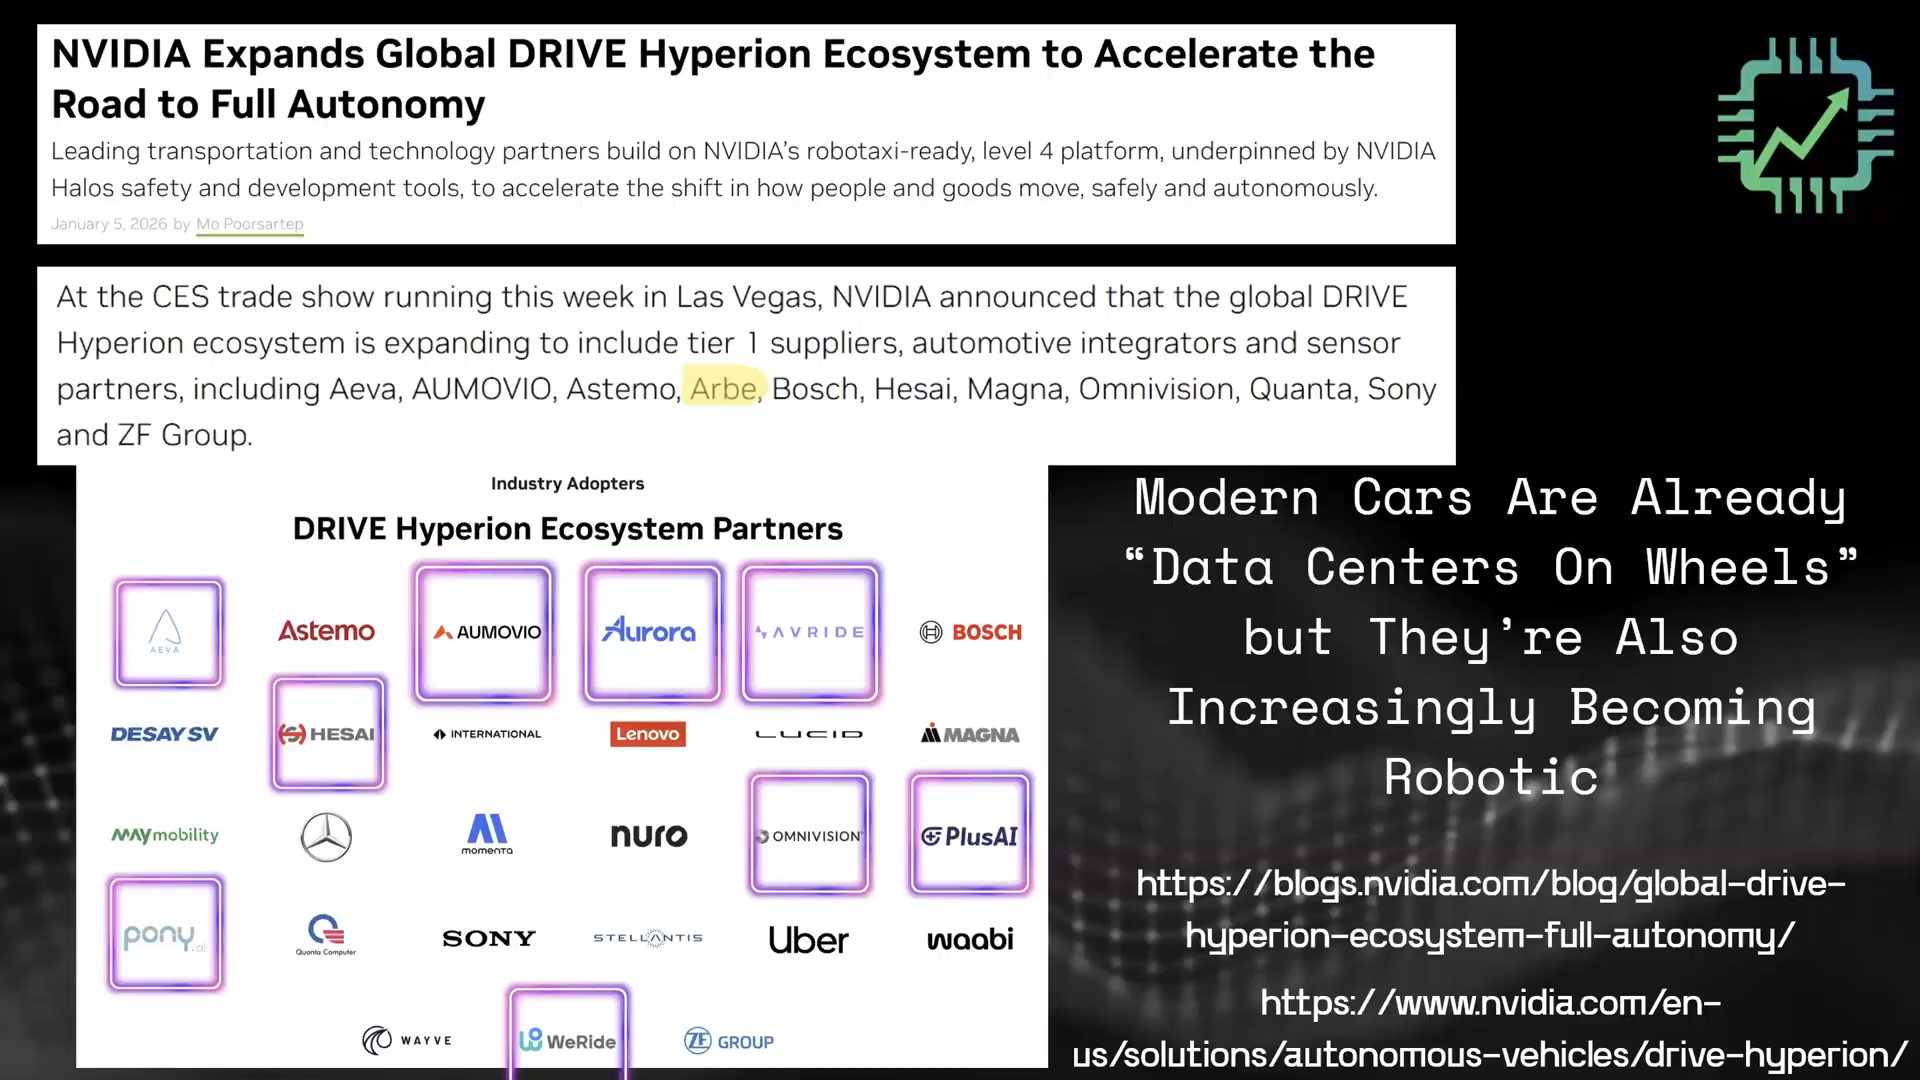 NVIDIA Expands Global DRIVE Hyperion Ecosystem to Accelerate the
Road to Full Autonomy
Leading transportation and technology partners build on NVIDIA's robotaxi-ready, level 4 platform, underpinned by NVIDIA
Halos safety and development tools, to accelerate the shift in how people and goods move, safely and autonomously.
January 5, 2026 by Mo Poorsartep
At the CES trade show running this week in Las Vegas, NVIDIA announced that the global DRIVE
Hyperion ecosystem is expanding to include tier 1 suppliers, automotive integrators and sensor
partners, including Aeva, AUMOVIO, Astemo, Arbe, Bosch, Hesai, Magna, Omnivision, Quanta, Sony
and ZF Group.
Industry Adopters
DRIVE Hyperion Ecosystem Partners
AEVA
Astemo
AUMOVIO
Aurora
AVRIDE
BOSCH
DESAY SV
HESAI
INTERNATIONAL
Lenovo
LUCID
MAGNA
MAY mobility
momenta
nuro
OMNIVISION
PlusAI
pony.ai
Quanta Computer
SONY
STELLANTIS
Uber
waabi
WAYVE
WeRide
ZF GROUP
Modern Cars Are Already
“Data Centers On Wheels”
but They’re Also
Increasingly Becoming
Robotic
https://blogs.nvidia.com/blog/global-drive-
hyperion-ecosystem-full-autonomy/
https://www.nvidia.com/en-
us/solutions/autonomous-vehicles/drive-hyperion/